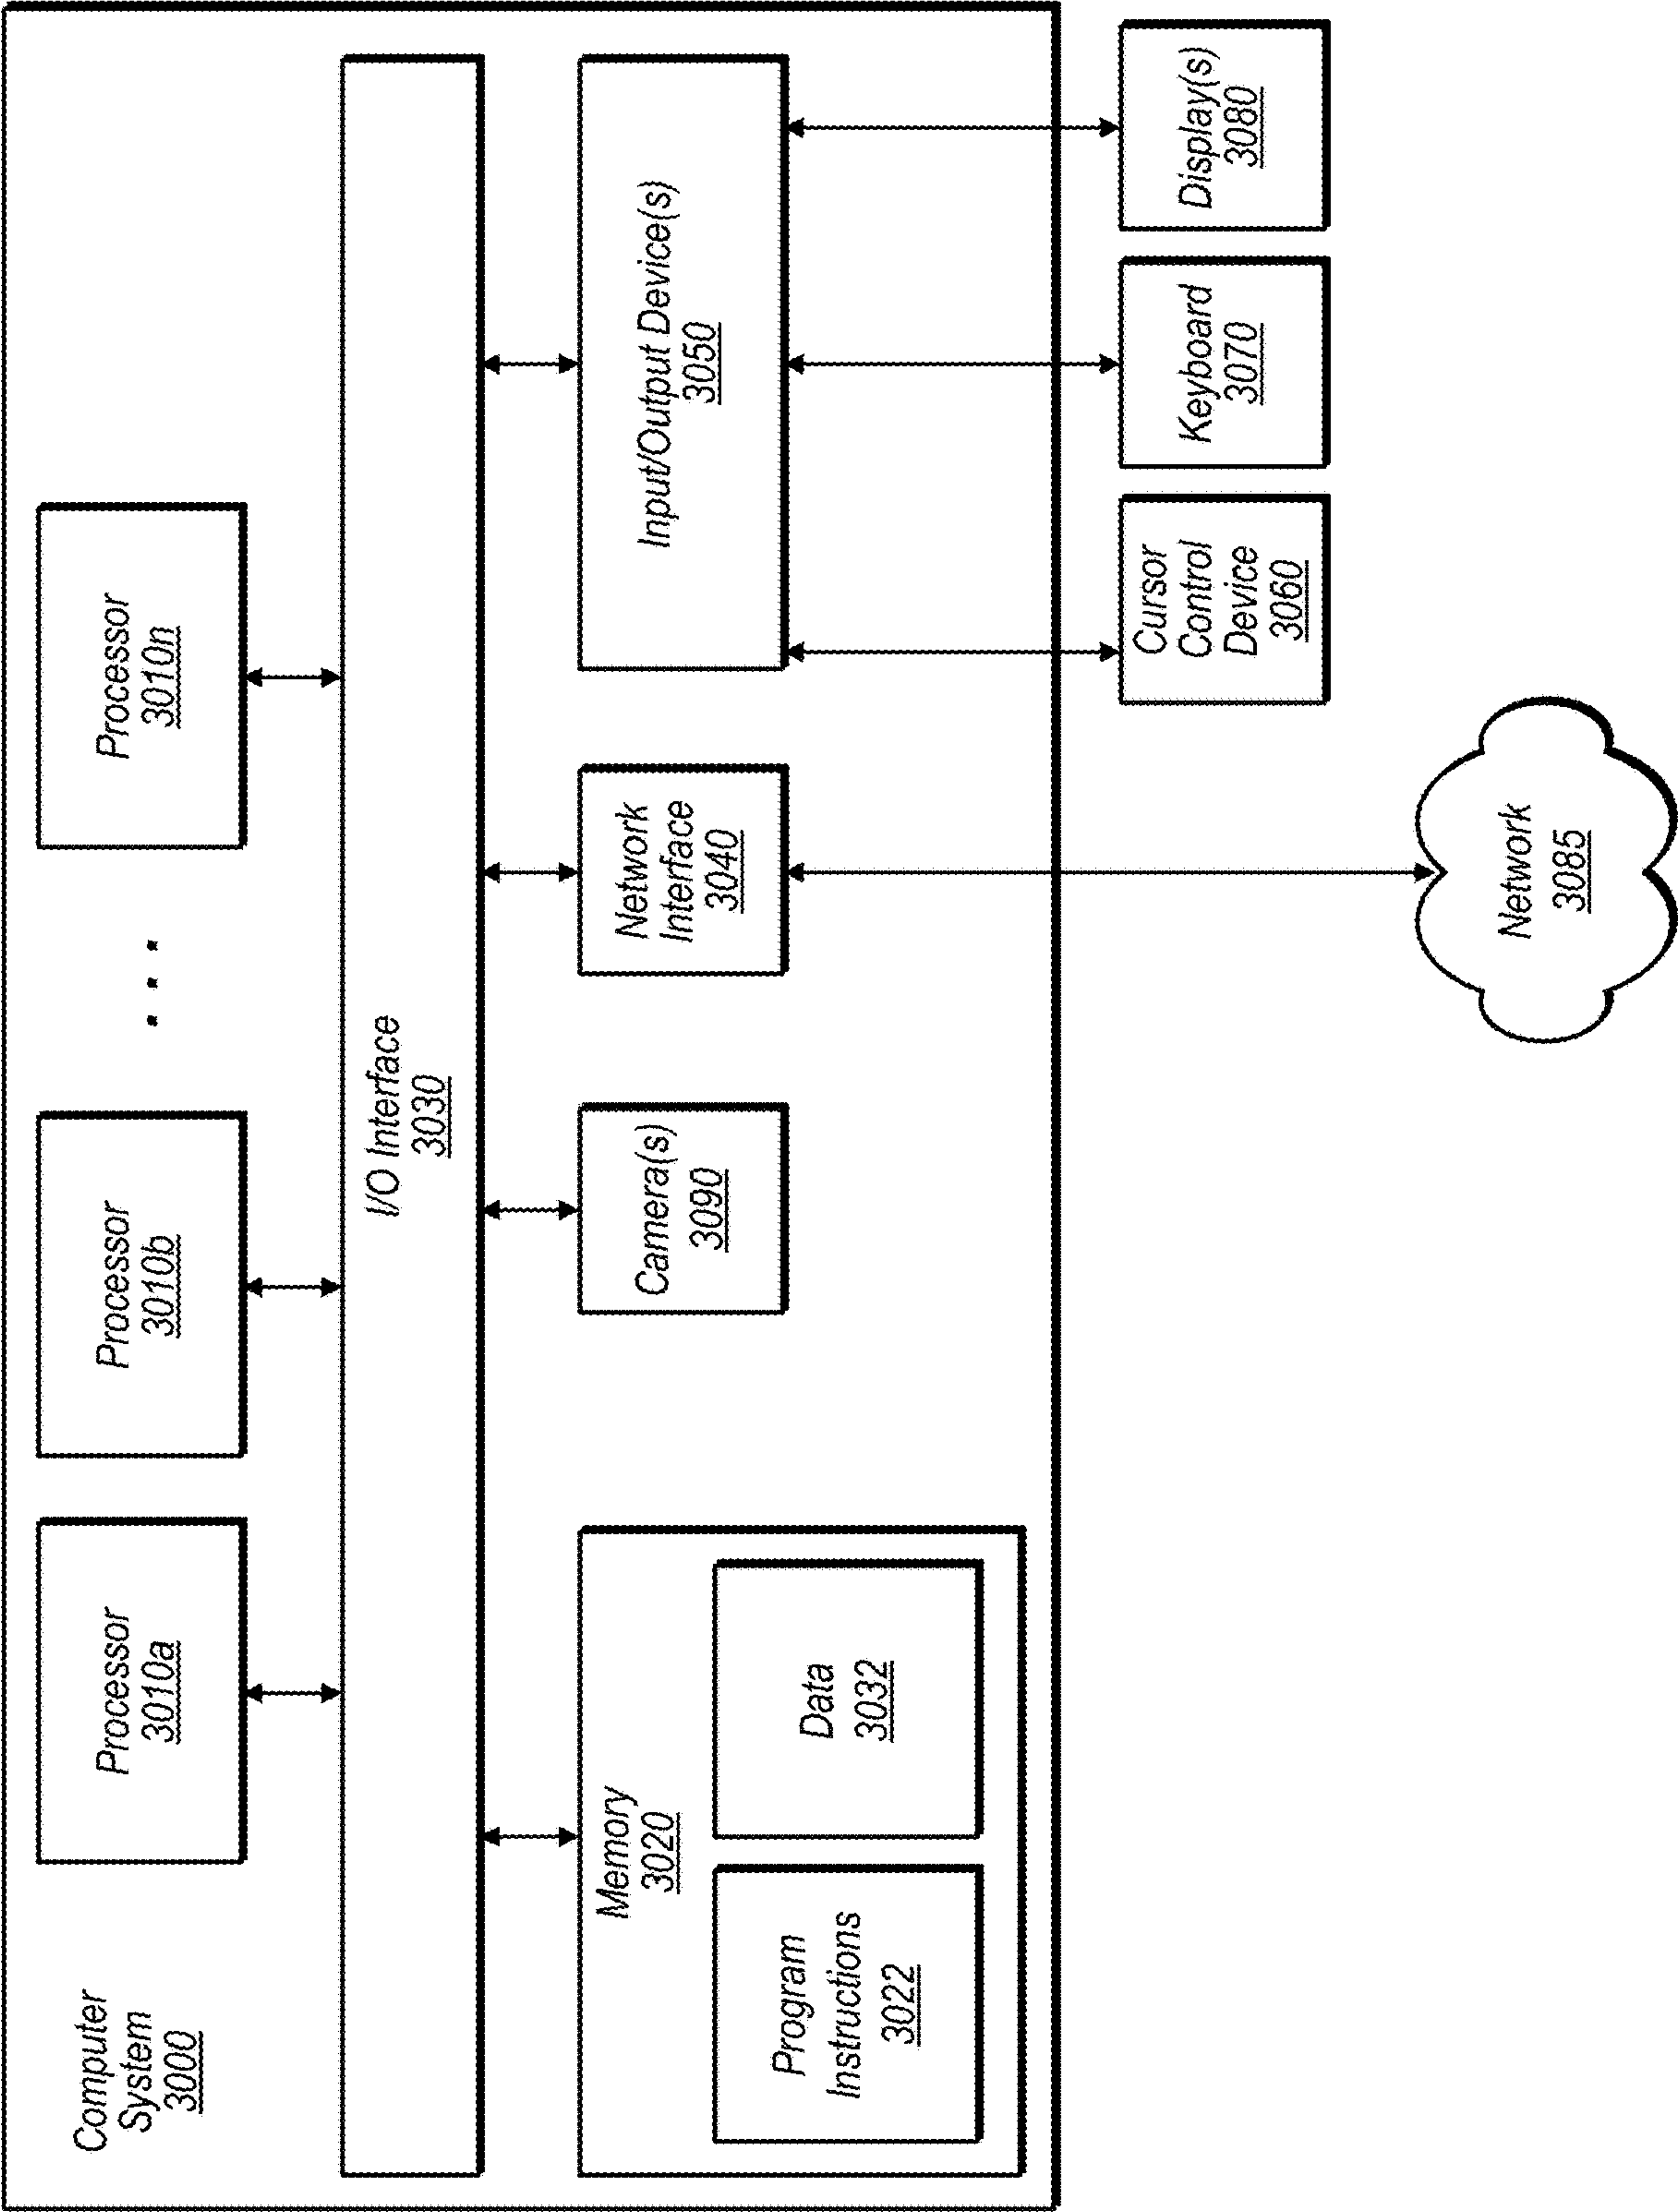 Computer
System
3000
Processor
3010a
Processor
3010b
. . .
Processor
3010n
I/O Interface
3030
Memory
3020
Program
Instructions
3022
Data
3032
Camera(s)
3090
Network
Interface
3040
Input/Output Device(s)
3050
Cursor
Control
Device
3060
Keyboard
3070
Display(s)
3080
Network
3085